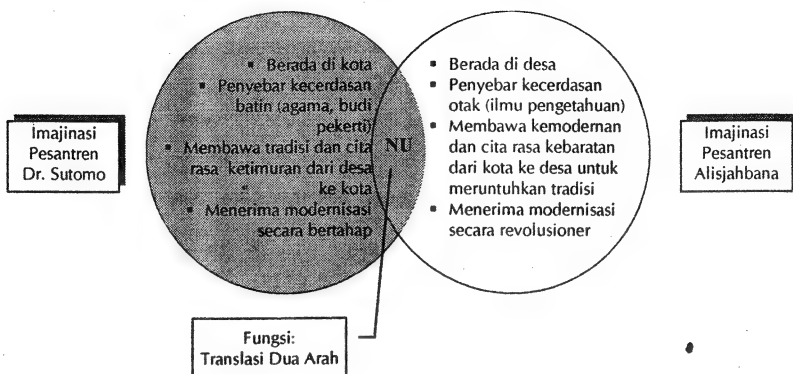 Imajinasi
Pesantren
Dr. Sutomo
▪ Berada di kota
▪ Penyebar kecerdasan
batin (agama, budi
pekerti)
▪ Membawa tradisi dan cita
rasa ketimuran dari desa
ke kota
▪ Menerima modernisasi
secara bertahap
NU
▪ Berada di desa
▪ Penyebar kecerdasan
otak (ilmu pengetahuan)
▪ Membawa kemodernan
dan cita rasa kebaratan
dari kota ke desa untuk
meruntuhkan tradisi
▪ Menerima modernisasi
secara revolusioner
Imajinasi
Pesantren
Alisjahbana
Fungsi:
Translasi Dua Arah